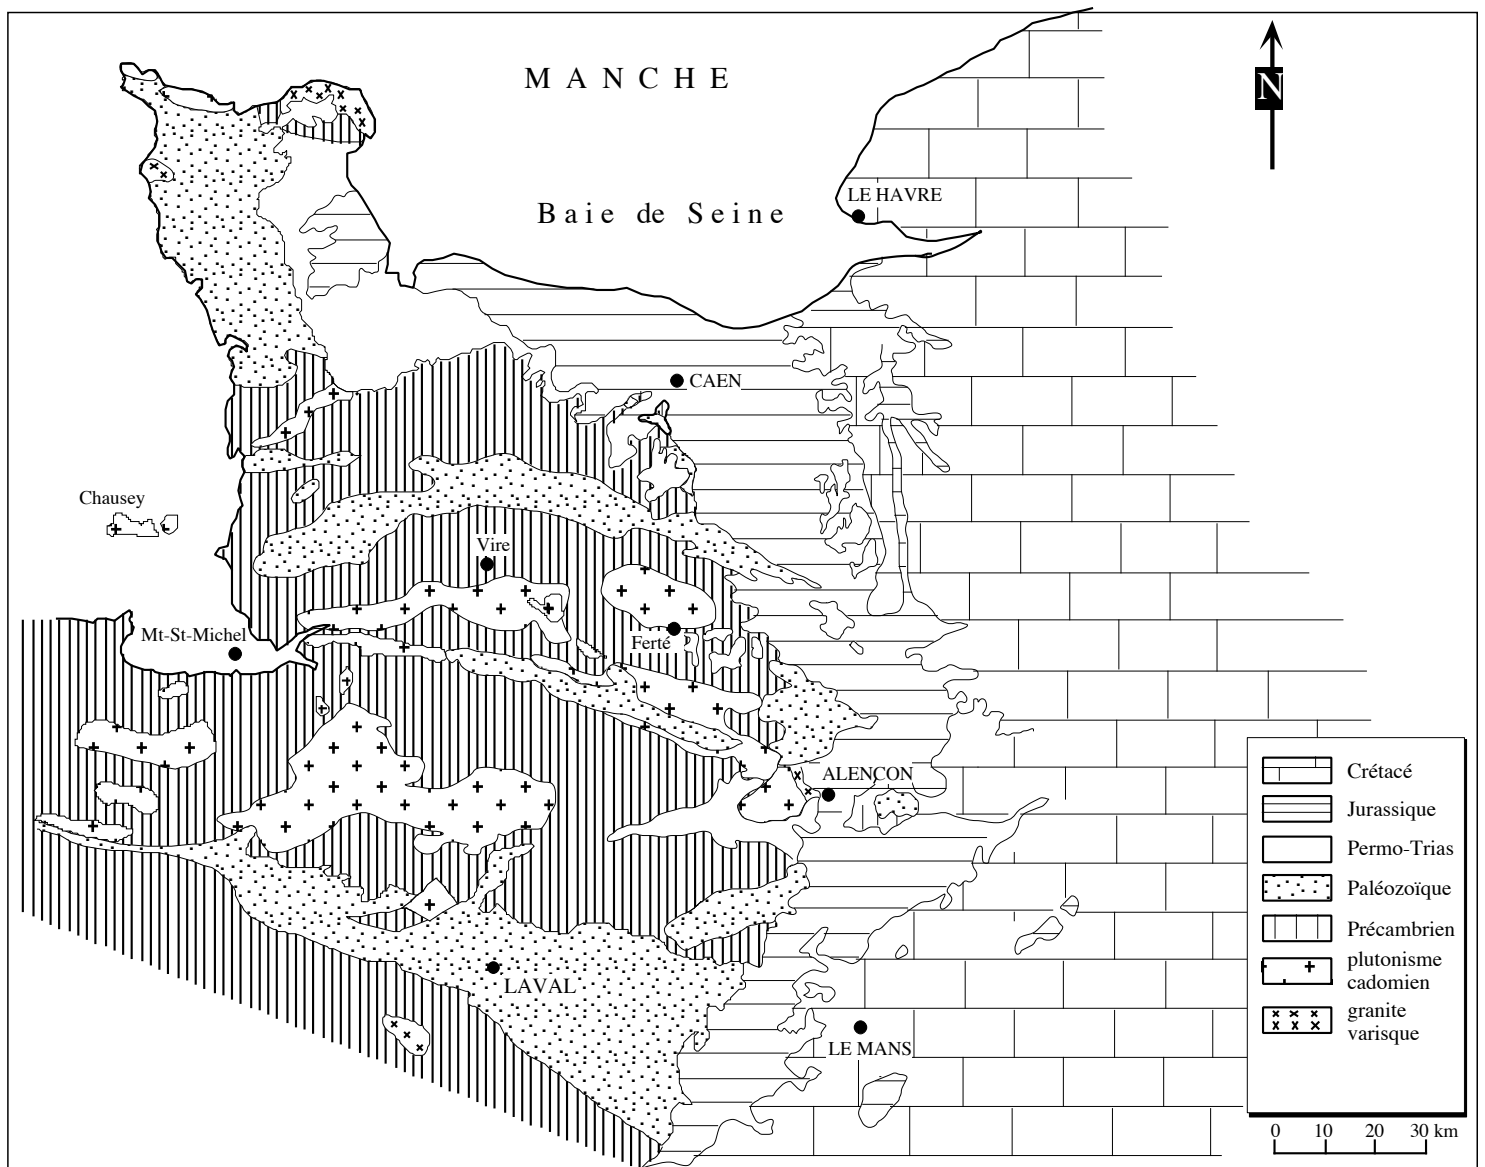 MANCHE
N
Baie de Seine
LE HAVRE
CAEN
Chausey
Vire
Mt-St-Michel
Ferté
ALENCON
LAVAL
LE MANS
Crétacé
Jurassique
Permo-Trias
Paléozoïque
Précambrien
plutonisme
cadomien
granite
varisque
0 10 20 30 km